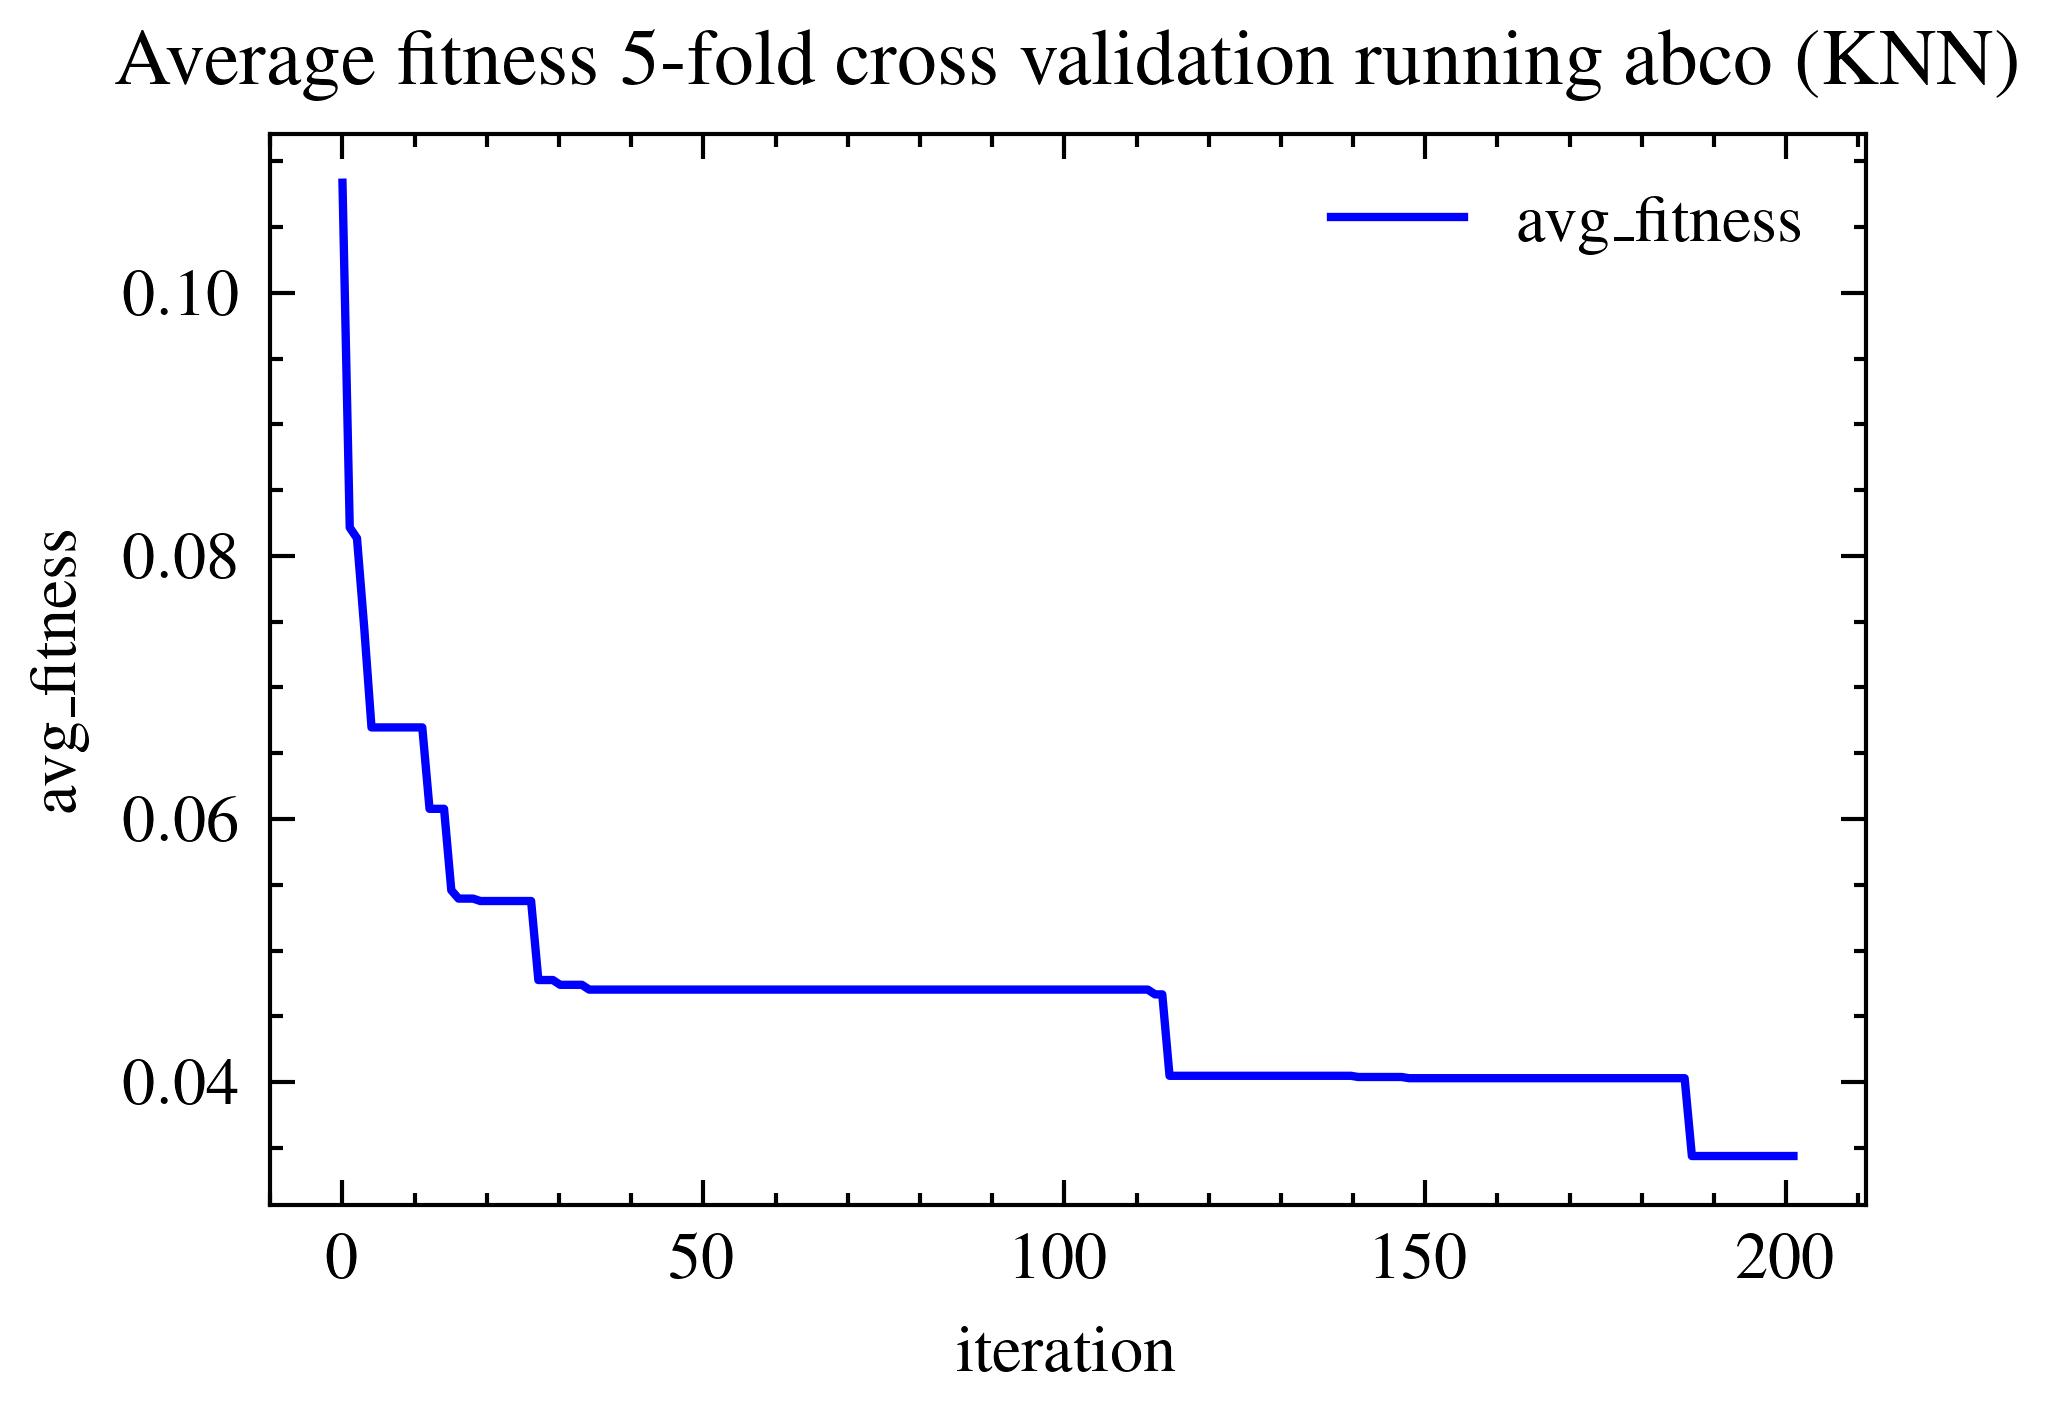 Average fitness 5-fold cross validation running abco (KNN)
avg_fitness
0.10
0.08
0.06
0.04
avg_fitness
0 50 100 150 200
iteration